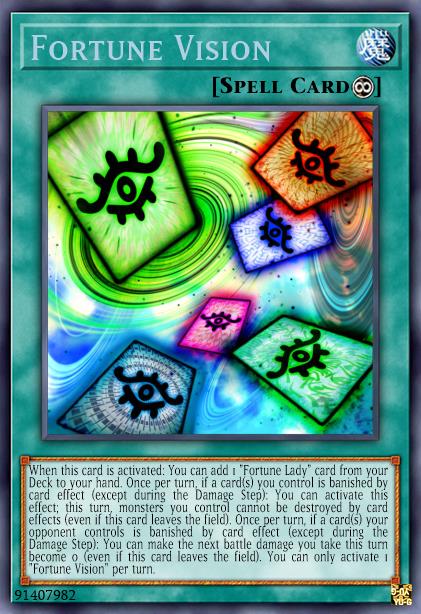 Fortune Vision
魔
[Spell Card]
When this card is activated: You can add 1 "Fortune Lady" card from your
Deck to your hand. Once per turn, if a card(s) you control is banished by
card effect (except during the Damage Step): You can activate this
effect; this turn, monsters you control cannot be destroyed by card
effects (even if this card leaves the field). Once per turn, if a card(s) your
opponent controls is banished by card effect (except during the
Damage Step): You can make the next battle damage you take this turn
become 0 (even if this card leaves the field). You can only activate 1
"Fortune Vision" per turn.
91407982